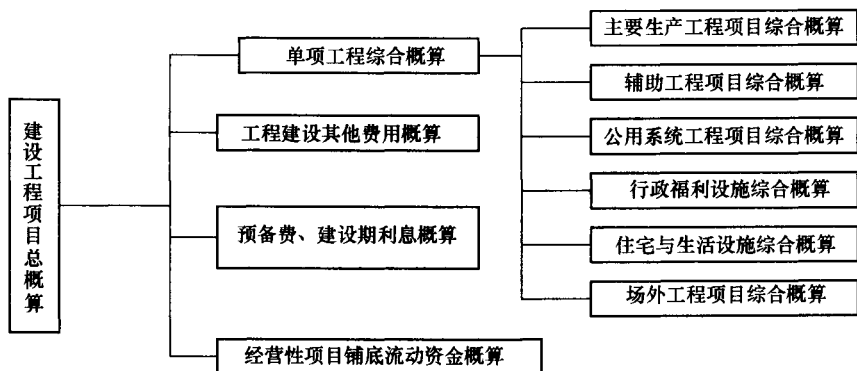 建设工程项目总概算
单项工程综合概算
工程建设其他费用概算
预备费、建设期利息概算
经营性项目铺底流动资金概算
主要生产工程项目综合概算
辅助工程项目综合概算
公用系统工程项目综合概算
行政福利设施综合概算
住宅与生活设施综合概算
场外工程项目综合概算